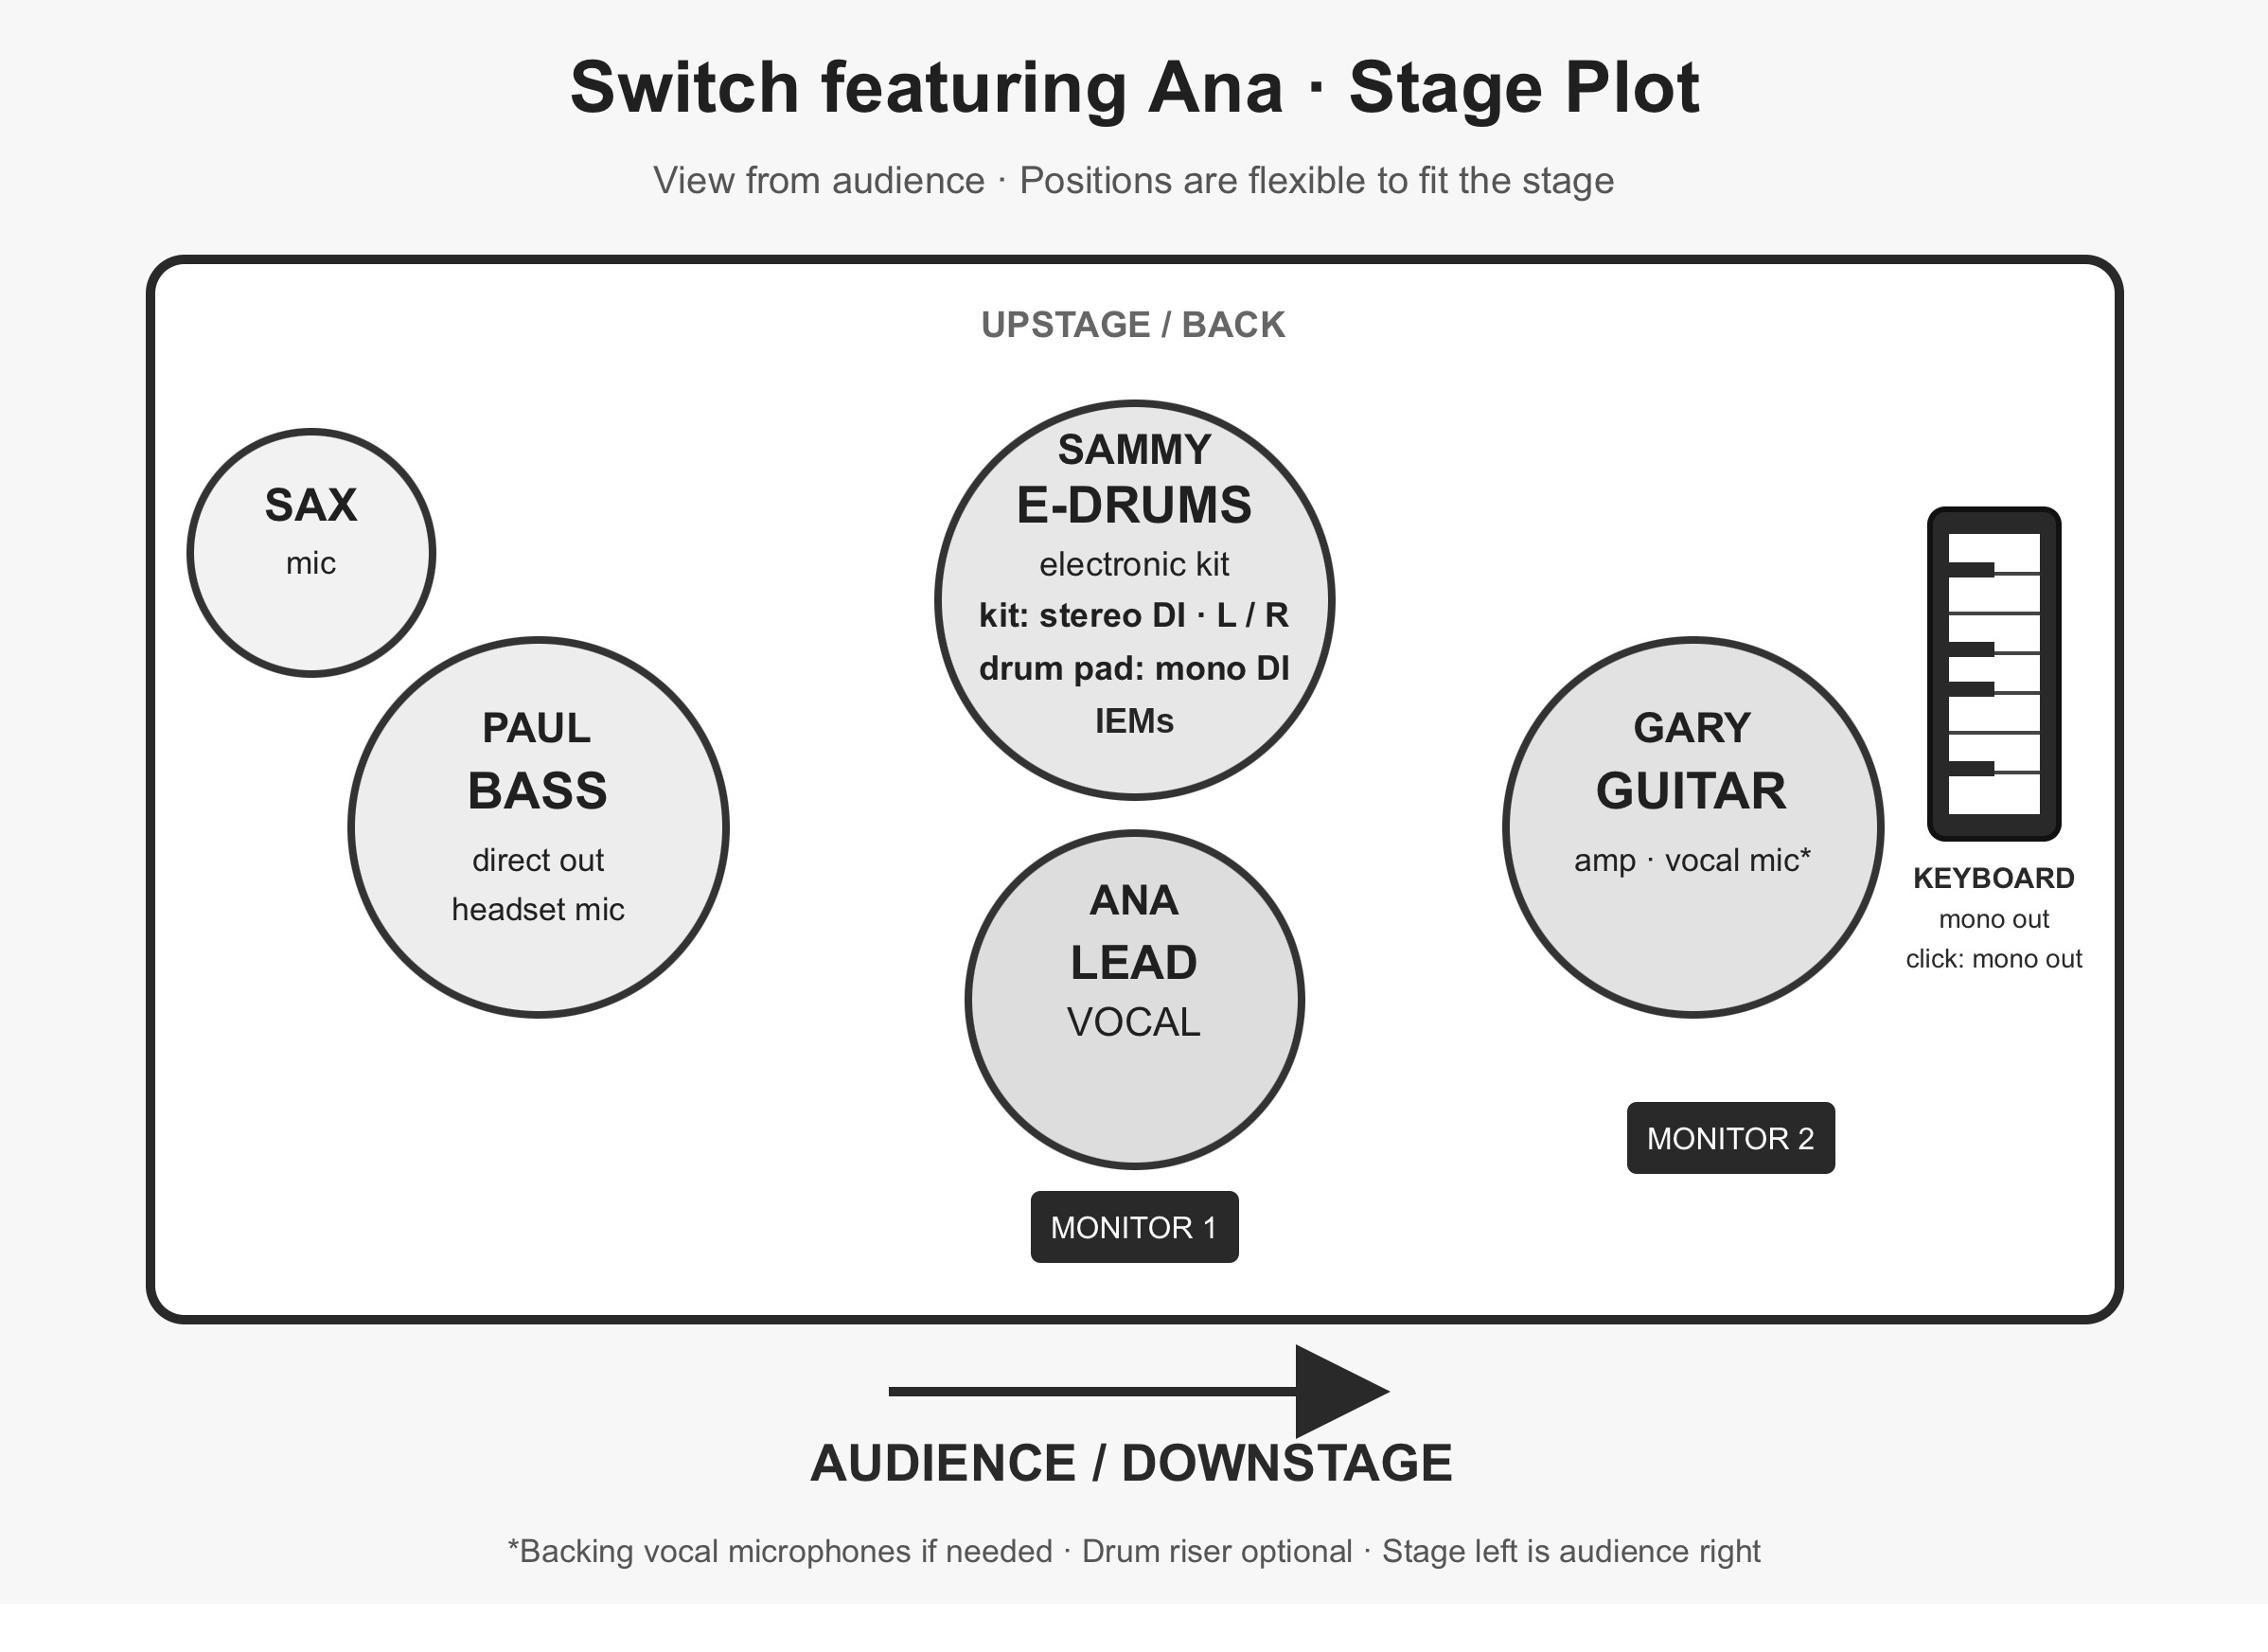 Switch featuring Ana · Stage Plot
View from audience · Positions are flexible to fit the stage
UPSTAGE / BACK
SAX
mic
SAMMY
E-DRUMS
electronic kit
kit: stereo DI · L / R
drum pad: mono DI
IEMs
PAUL
BASS
direct out
headset mic
ANA
LEAD
VOCAL
GARY
GUITAR
amp · vocal mic*
KEYBOARD
mono out
click: mono out
MONITOR 2
MONITOR 1
AUDIENCE / DOWNSTAGE
*Backing vocal microphones if needed · Drum riser optional · Stage left is audience right